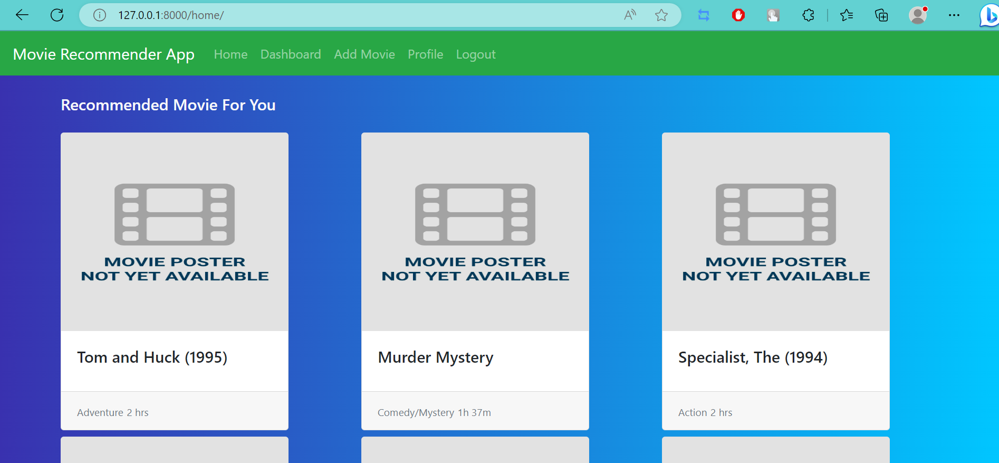 127.0.0.1:8000/home/
Movie Recommender App Home Dashboard Add Movie Profile Logout
Recommended Movie For You
MOVIE POSTER
NOT YET AVAILABLE
Tom and Huck (1995)
Adventure 2 hrs
MOVIE POSTER
NOT YET AVAILABLE
Murder Mystery
Comedy/Mystery 1h 37m
MOVIE POSTER
NOT YET AVAILABLE
Specialist, The (1994)
Action 2 hrs